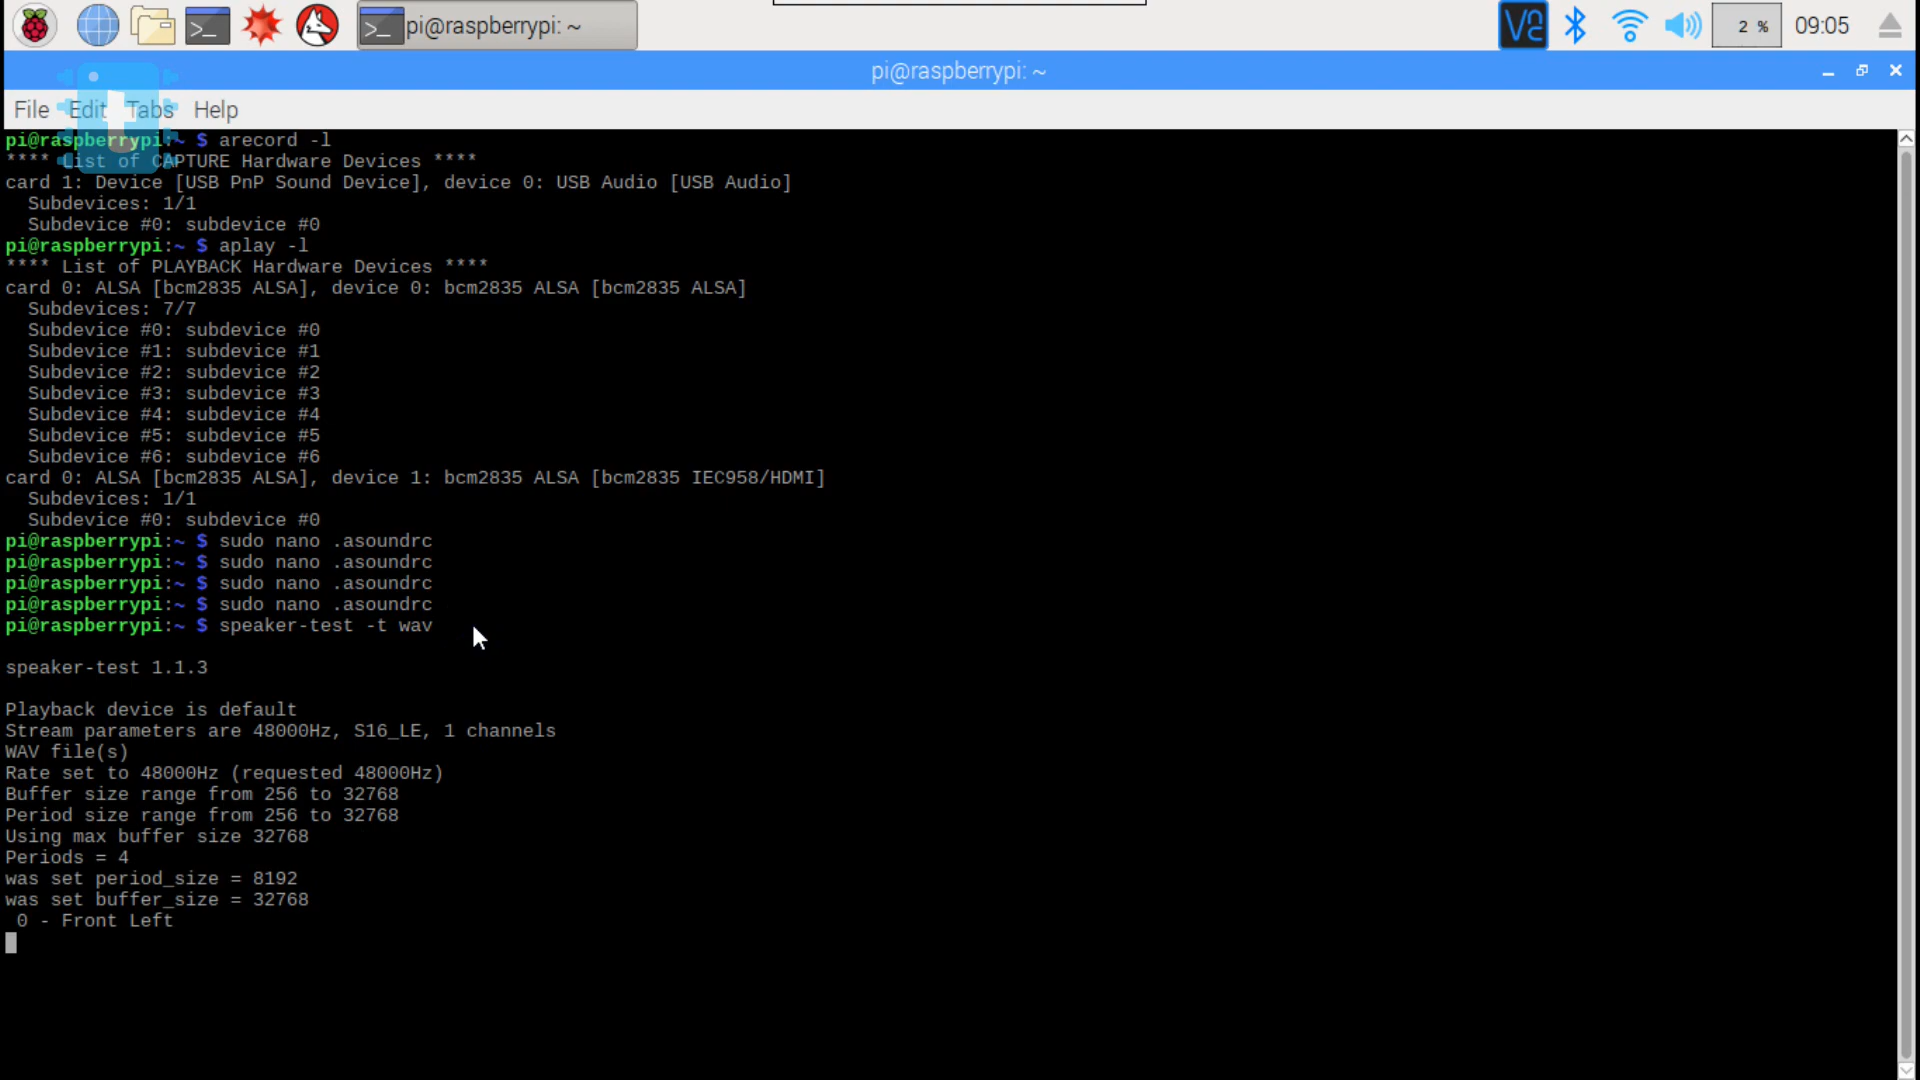 pi@raspberrypi: ~
2 %
09:05
pi@raspberrypi: ~
File Edit Tabs Help
pi@raspberrypi:~ $ arecord -l
**** List of CAPTURE Hardware Devices ****
card 1: Device [USB PnP Sound Device], device 0: USB Audio [USB Audio]
  Subdevices: 1/1
  Subdevice #0: subdevice #0
pi@raspberrypi:~ $ aplay -l
**** List of PLAYBACK Hardware Devices ****
card 0: ALSA [bcm2835 ALSA], device 0: bcm2835 ALSA [bcm2835 ALSA]
  Subdevices: 7/7
  Subdevice #0: subdevice #0
  Subdevice #1: subdevice #1
  Subdevice #2: subdevice #2
  Subdevice #3: subdevice #3
  Subdevice #4: subdevice #4
  Subdevice #5: subdevice #5
  Subdevice #6: subdevice #6
card 0: ALSA [bcm2835 ALSA], device 1: bcm2835 ALSA [bcm2835 IEC958/HDMI]
  Subdevices: 1/1
  Subdevice #0: subdevice #0
pi@raspberrypi:~ $ sudo nano .asoundrc
pi@raspberrypi:~ $ sudo nano .asoundrc
pi@raspberrypi:~ $ sudo nano .asoundrc
pi@raspberrypi:~ $ sudo nano .asoundrc
pi@raspberrypi:~ $ speaker-test -t wav
speaker-test 1.1.3
Playback device is default
Stream parameters are 48000Hz, S16_LE, 1 channels
WAV file(s)
Rate set to 48000Hz (requested 48000Hz)
Buffer size range from 256 to 32768
Period size range from 256 to 32768
Using max buffer size 32768
Periods = 4
was set period_size = 8192
was set buffer_size = 32768
 0 - Front Left